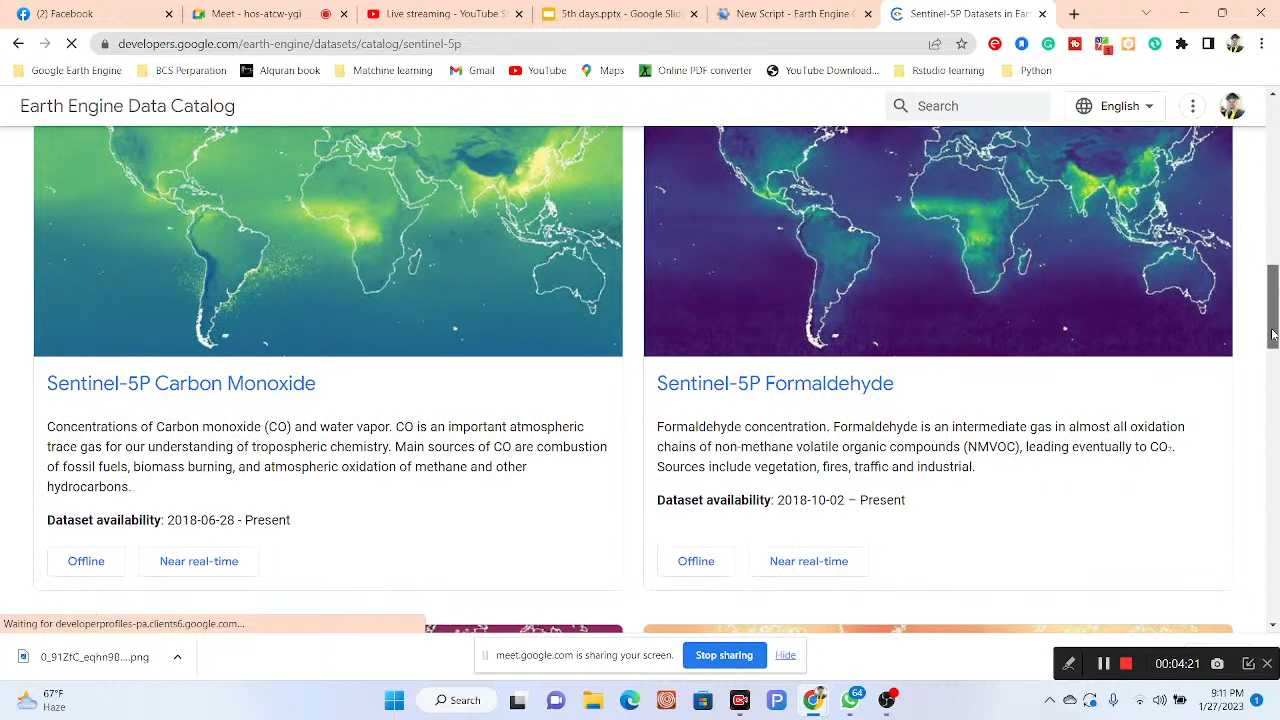 (8) Facebook
Meet - hos-atcw-ygi
Live streaming - YouTube S
5th days.pptx - Google Slid
New Script - Earth Engine C
Sentinel-5P Datasets in Ear
developers.google.com/earth-engine/datasets/catalog/sentinel-5p
Google Earth Engine
BCS Perparation
Alquran book
Matchine learning
Gmail
YouTube
Maps
Online PDF converter
YouTube Download...
Rstudio learning
Python
Earth Engine Data Catalog
Search
English
Sentinel-5P Carbon Monoxide
Concentrations of Carbon monoxide (CO) and water vapor. CO is an important atmospheric
trace gas for our understanding of tropospheric chemistry. Main sources of CO are combustion
of fossil fuels, biomass burning, and atmospheric oxidation of methane and other
hydrocarbons.
Dataset availability: 2018-06-28 - Present
Offline
Near real-time
Sentinel-5P Formaldehyde
Formaldehyde concentration. Formaldehyde is an intermediate gas in almost all oxidation
chains of non-methane volatile organic compounds (NMVOC), leading eventually to CO₂.
Sources include vegetation, fires, traffic and industrial.
Dataset availability: 2018-10-02 – Present
Offline
Near real-time
Waiting for developerprofiles-pa.clients6.google.com...
meet.google.com is sharing your screen.
Stop sharing
Hide
00:04:21
67°F
Haze
Search
64
9:11 PM
1/27/2023
1